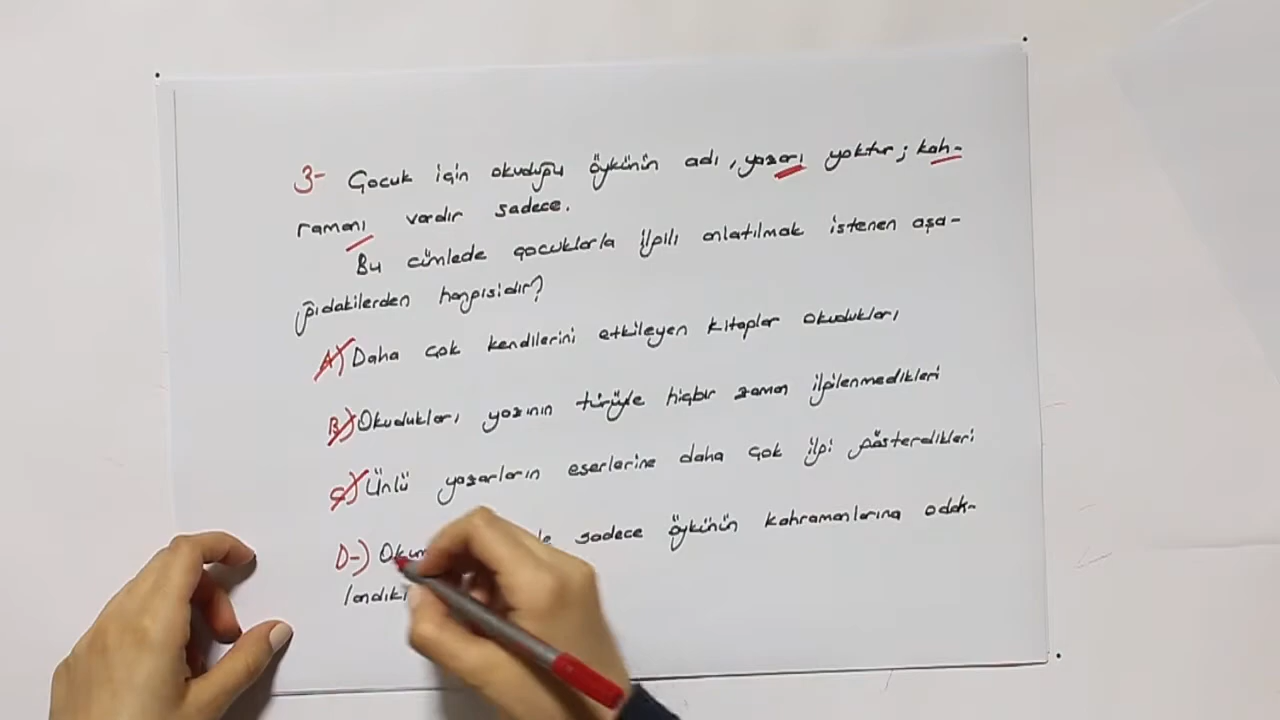 3- Çocuk için okuduğu öykünün adı, yazarı yoktur; kah-
ramanı vardır sadece.
Bu cümlede çocuklarla ilgili anlatılmak istenen aşa-
ğıdakilerden hangisidir?
A) Daha çok kendilerini etkileyen kitaplar okudukları
B) Okudukları yazının türüyle hiçbir zaman ilgilenmedikleri
C) Ünlü yazarların eserlerine daha çok ilgi gösterdikleri
D-) sadece öykünün kahramanlarına odak-